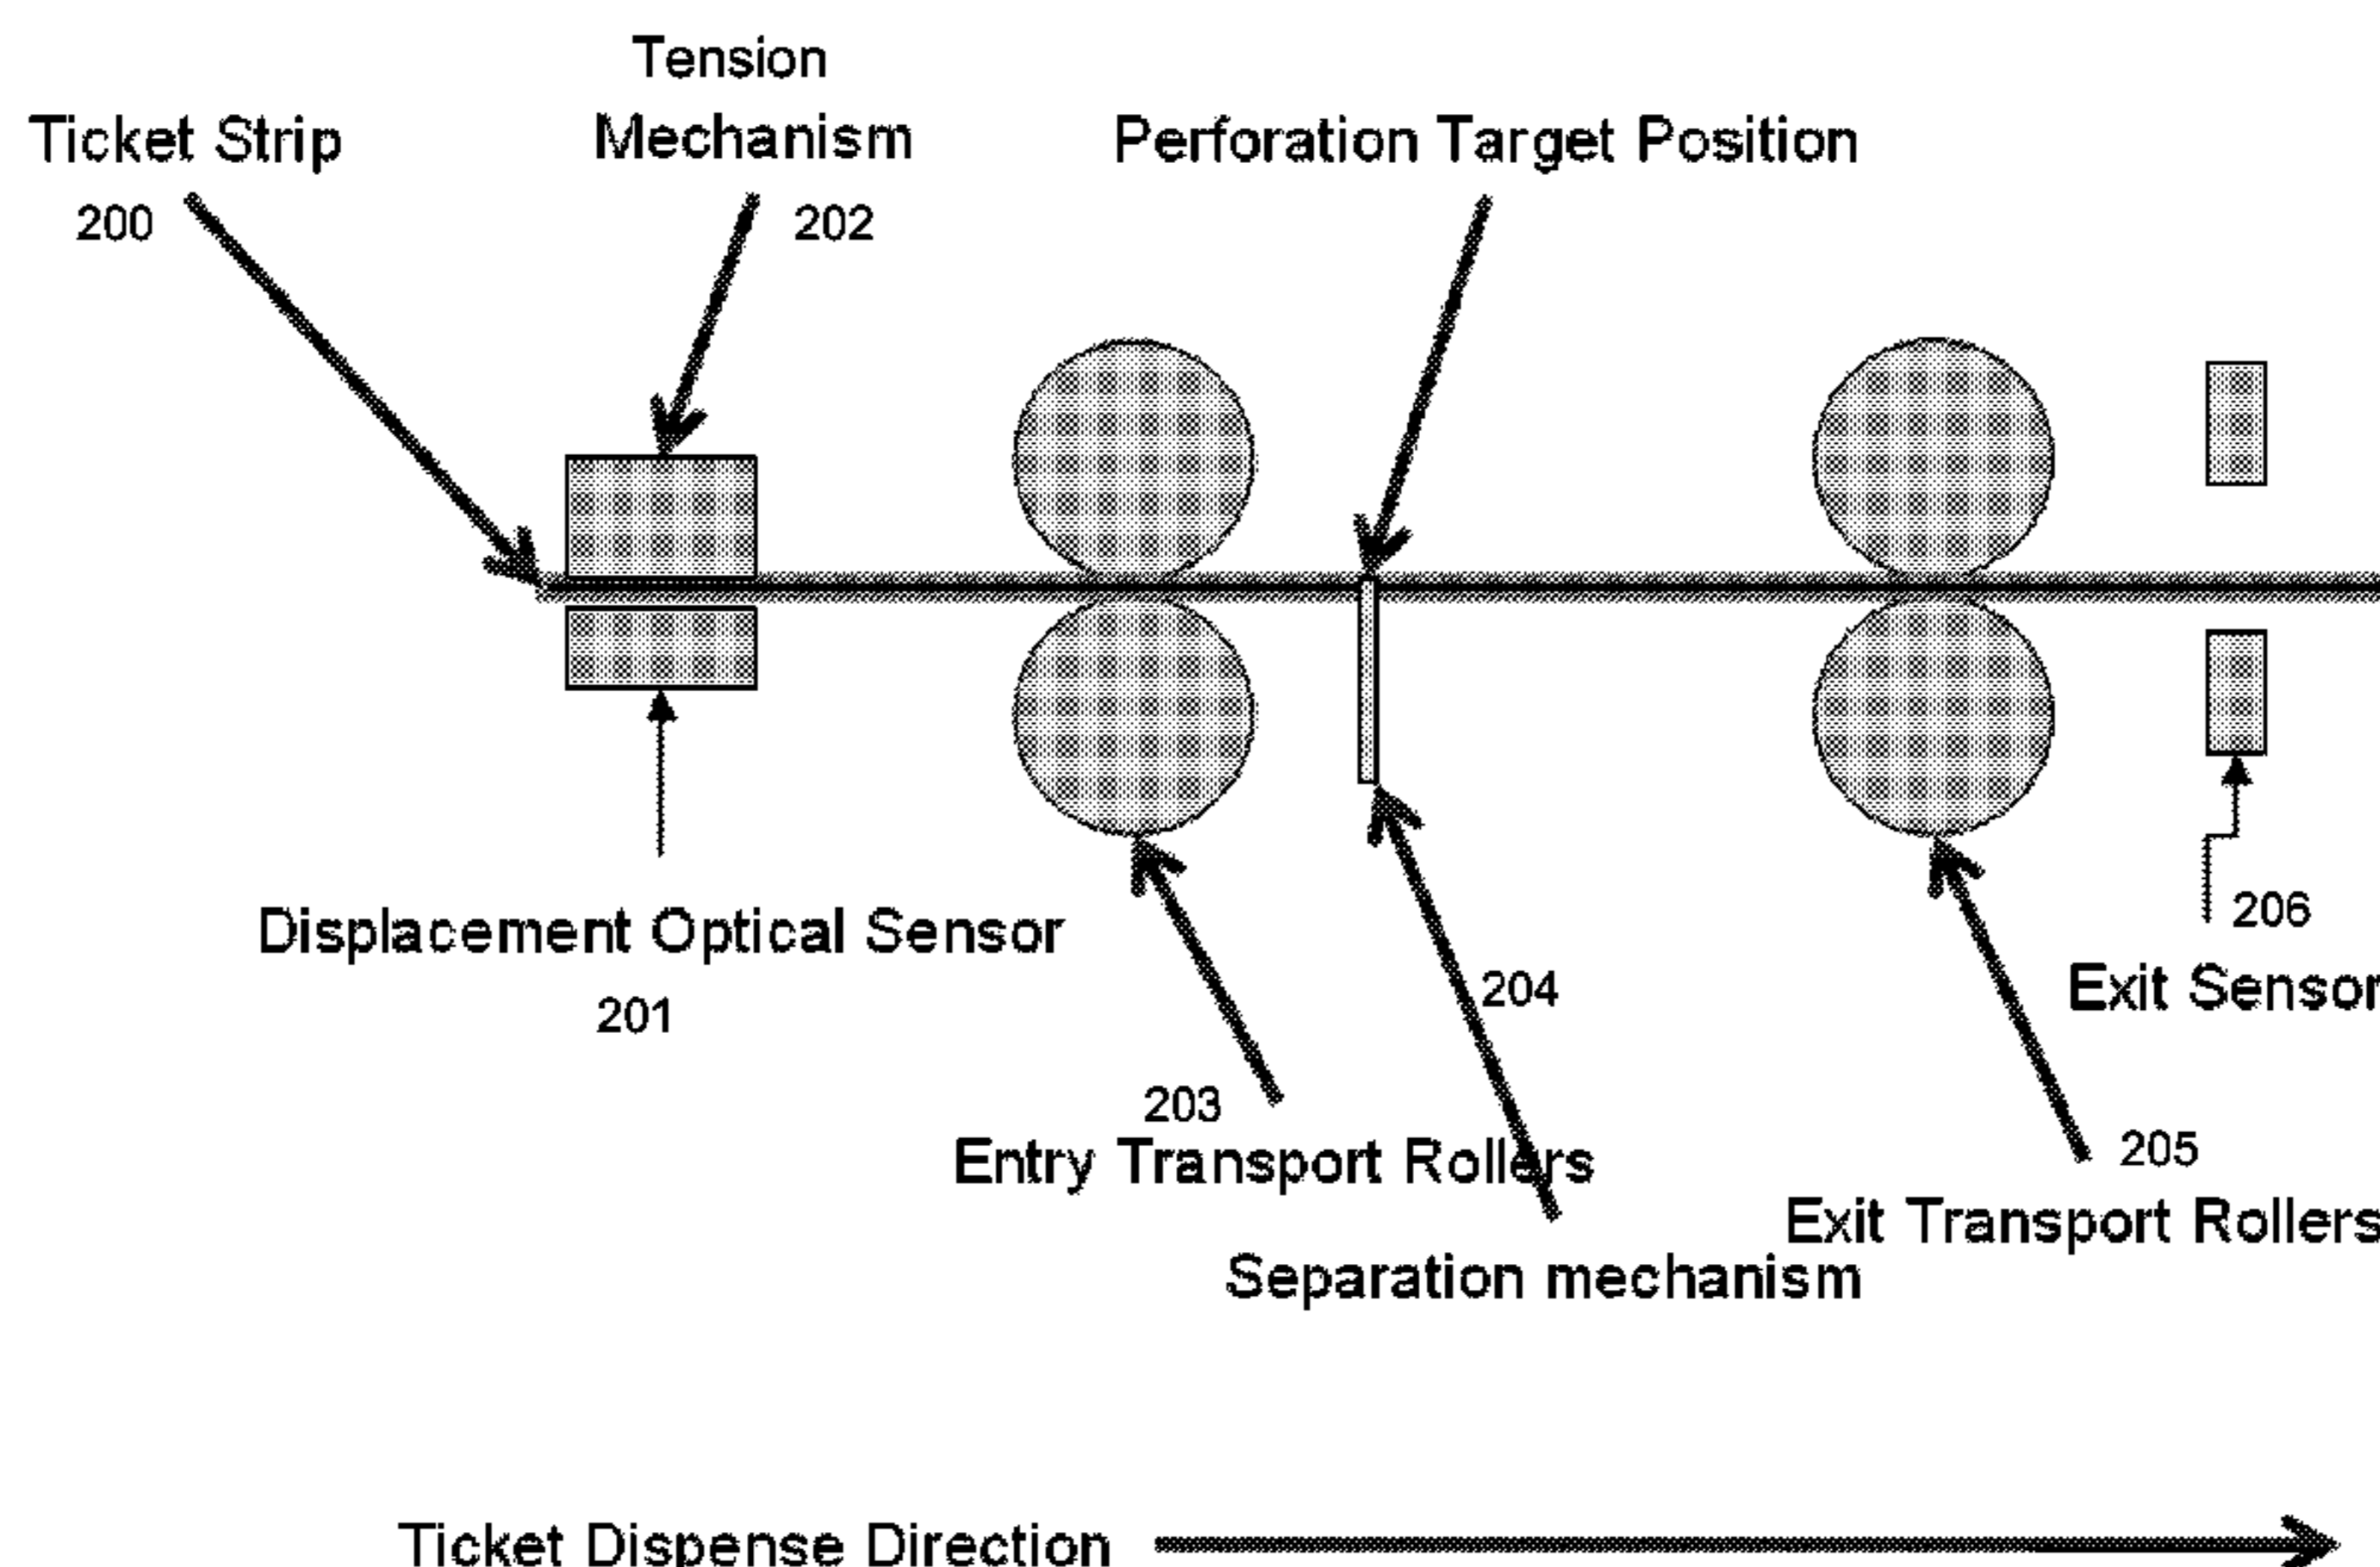 Tension
Ticket Strip
Mechanism
Perforation Target Position
200
202
Displacement Optical Sensor
201
206
Exit Sensor
204
203
Entry Transport Rollers
205
Exit Transport Rollers
Separation mechanism
Ticket Dispense Direction